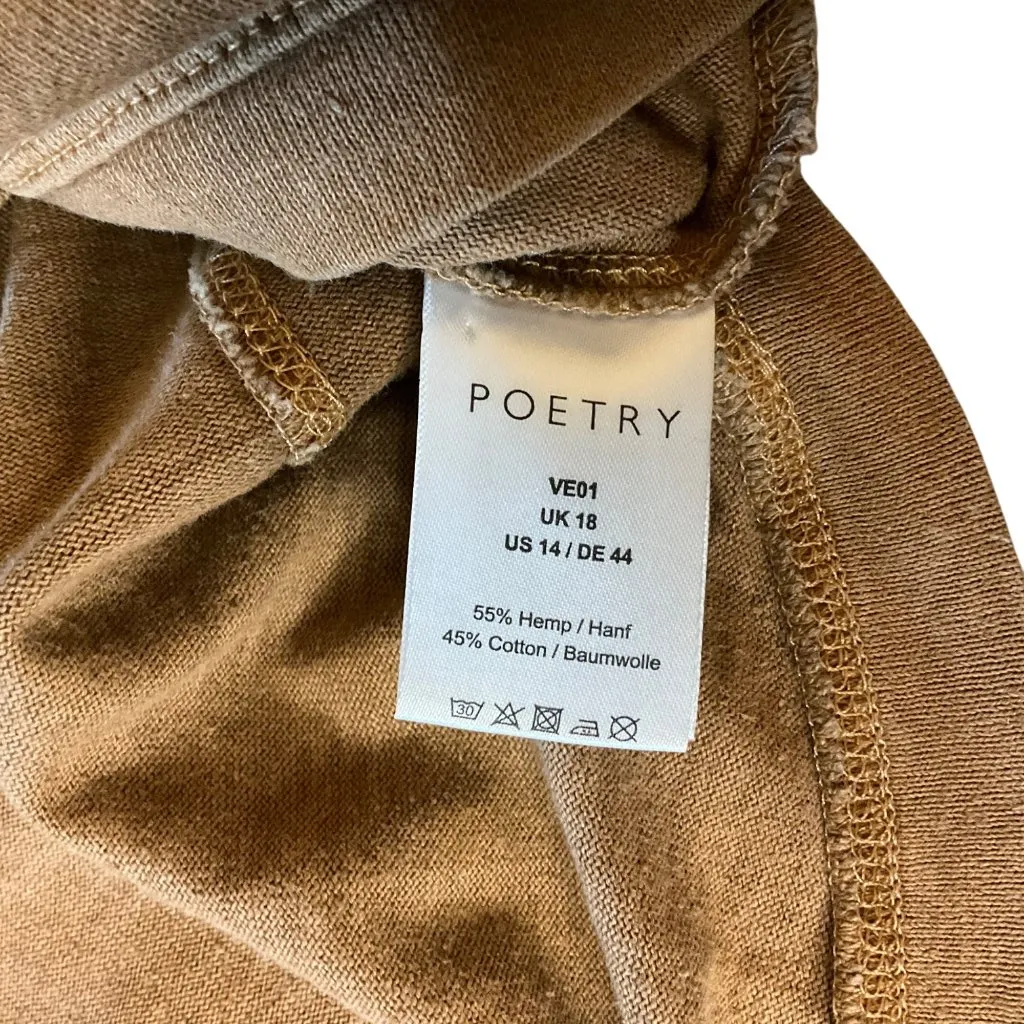 POETRY
VE01
UK 18
US 14 / DE 44
55% Hemp / Hanf
45% Cotton / Baumwolle
30